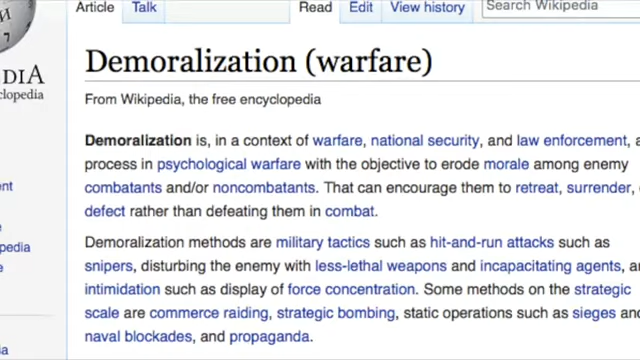 Article Talk Read Edit View history Search Wikipedia
Demoralization (warfare)
From Wikipedia, the free encyclopedia
Demoralization is, in a context of warfare, national security, and law enforcement, a
process in psychological warfare with the objective to erode morale among enemy
combatants and/or noncombatants. That can encourage them to retreat, surrender,
defect rather than defeating them in combat.
Demoralization methods are military tactics such as hit-and-run attacks such as
snipers, disturbing the enemy with less-lethal weapons and incapacitating agents,
intimidation such as display of force concentration. Some methods on the strategic
scale are commerce raiding, strategic bombing, static operations such as sieges and
naval blockades, and propaganda.